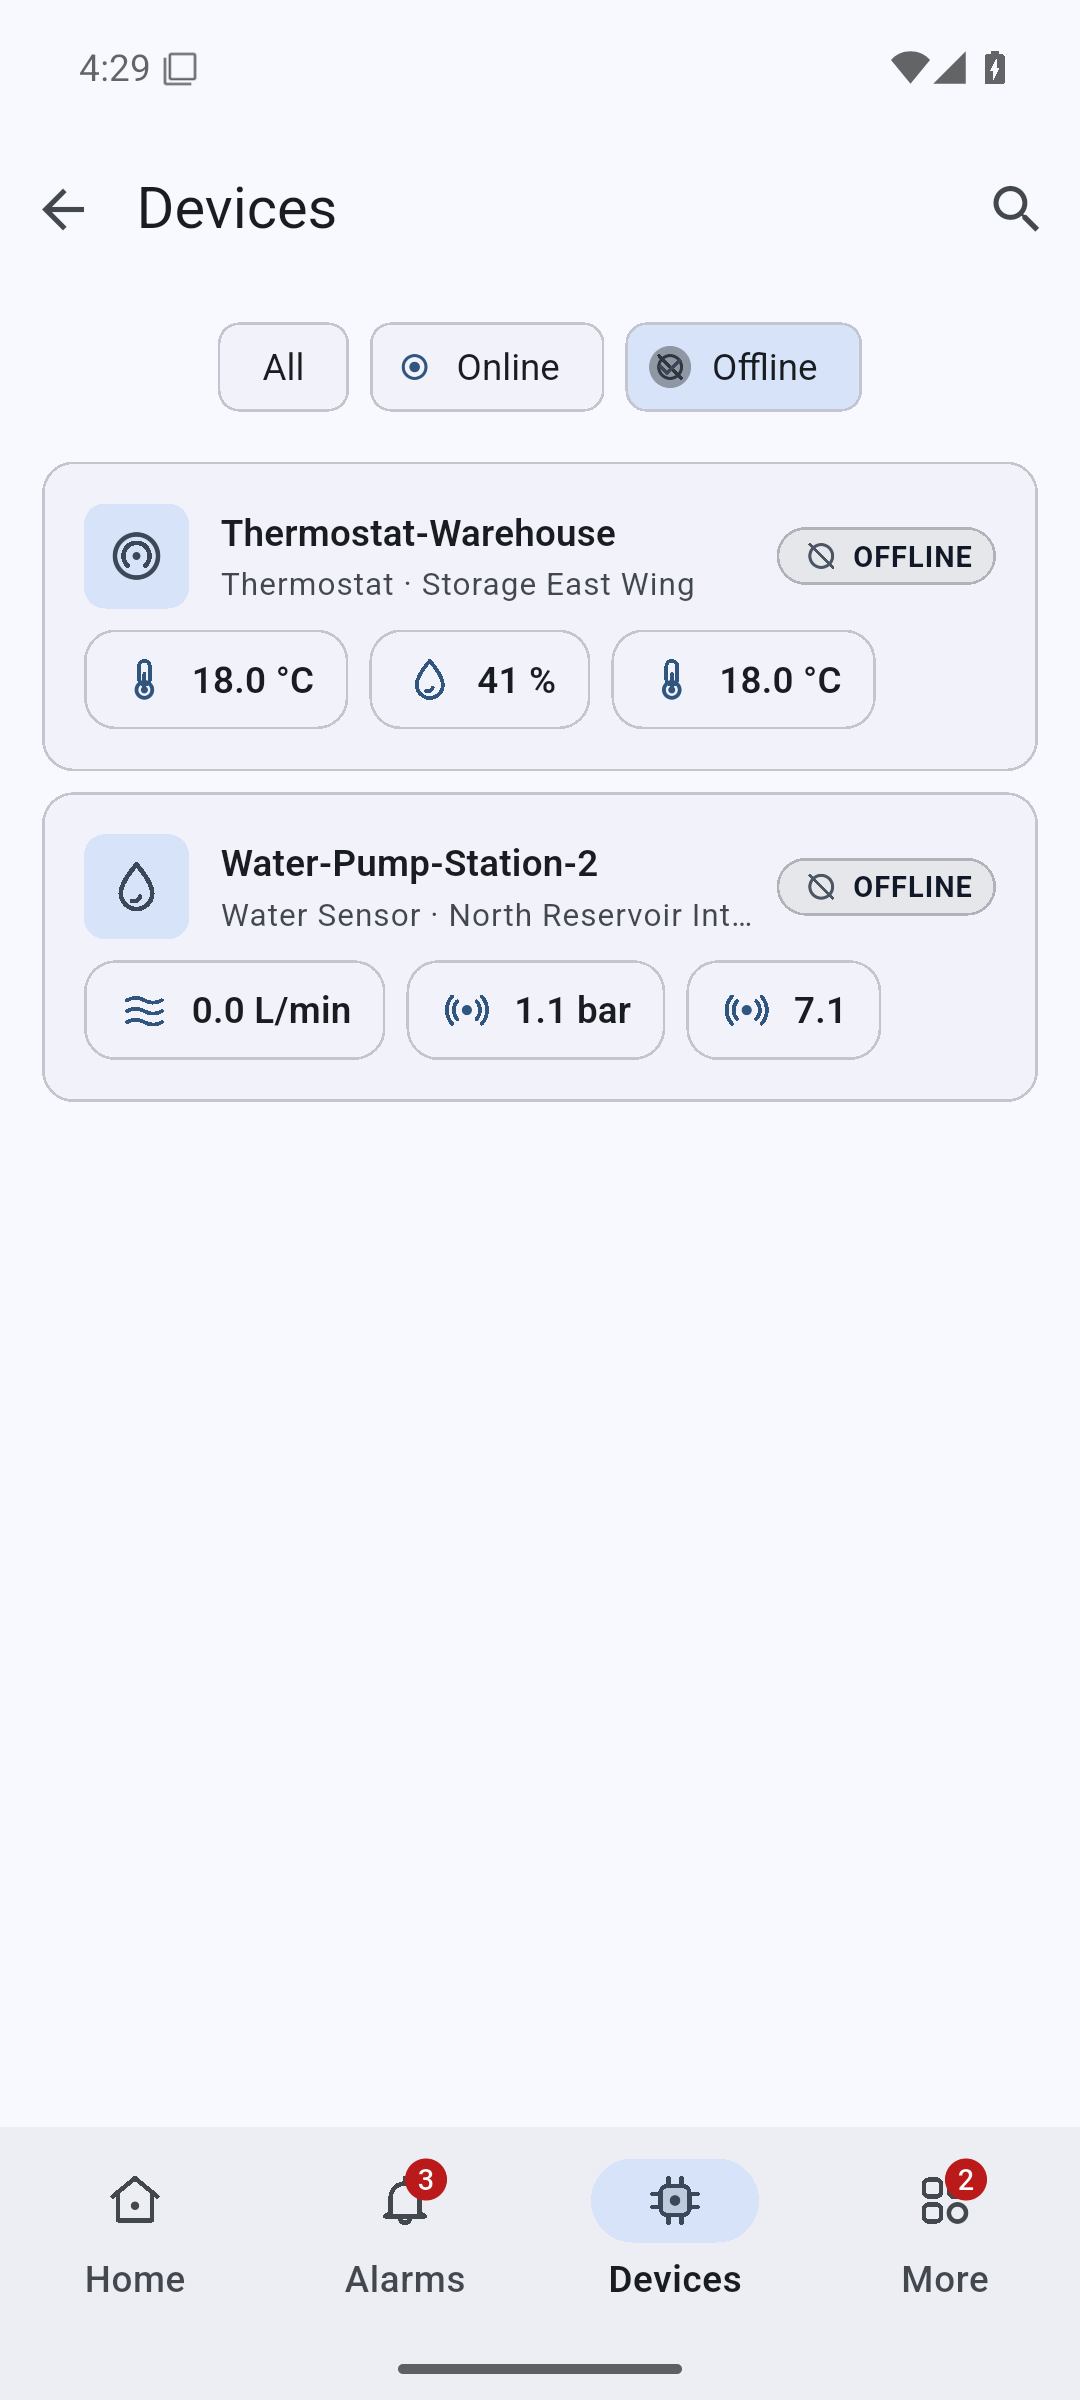 4:29
Devices
All
Online
Offline
Thermostat-Warehouse
Thermostat · Storage East Wing
OFFLINE
18.0 °C
41 %
18.0 °C
Water-Pump-Station-2
Water Sensor · North Reservoir Int…
OFFLINE
0.0 L/min
1.1 bar
7.1
3
2
Home
Alarms
Devices
More